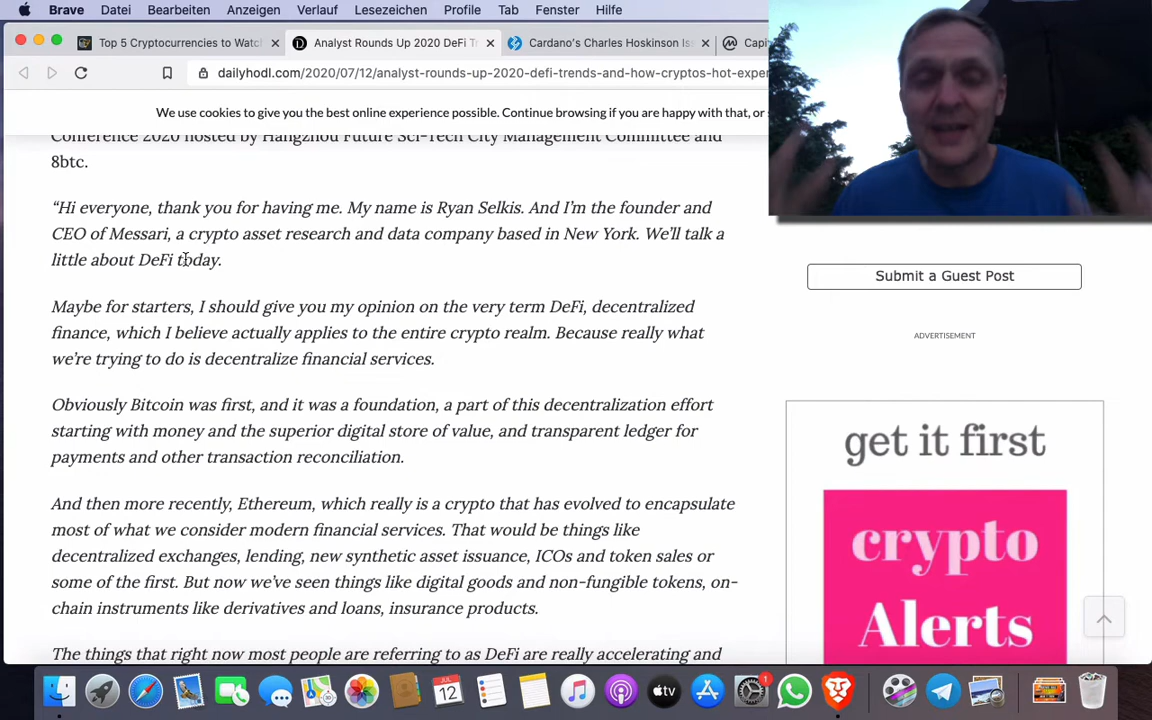 Brave Datei Bearbeiten Anzeigen Verlauf Lesezeichen Profile Tab Fenster Hilfe
Top 5 Cryptocurrencies to Watch
Analyst Rounds Up 2020 DeFi Tr
Cardano's Charles Hoskinson Iss
Capi
dailyhodl.com/2020/07/12/analyst-rounds-up-2020-defi-trends-and-how-cryptos-hot-exper
We use cookies to give you the best online experience possible. Continue browsing if you are happy with that, or
Conference 2020 hosted by Hangzhou Future Sci-Tech City Management Committee and
8btc.
“Hi everyone, thank you for having me. My name is Ryan Selkis. And I’m the founder and
CEO of Messari, a crypto asset research and data company based in New York. We’ll talk a
little about DeFi today.
Maybe for starters, I should give you my opinion on the very term DeFi, decentralized
finance, which I believe actually applies to the entire crypto realm. Because really what
we’re trying to do is decentralize financial services.
Obviously Bitcoin was first, and it was a foundation, a part of this decentralization effort
starting with money and the superior digital store of value, and transparent ledger for
payments and other transaction reconciliation.
And then more recently, Ethereum, which really is a crypto that has evolved to encapsulate
most of what we consider modern financial services. That would be things like
decentralized exchanges, lending, new synthetic asset issuance, ICOs and token sales or
some of the first. But now we’ve seen things like digital goods and non-fungible tokens, on-
chain instruments like derivatives and loans, insurance products.
The things that right now most people are referring to as DeFi are really accelerating and
Submit a Guest Post
ADVERTISEMENT
get it first
crypto
Alerts
JUL
12
tv
1